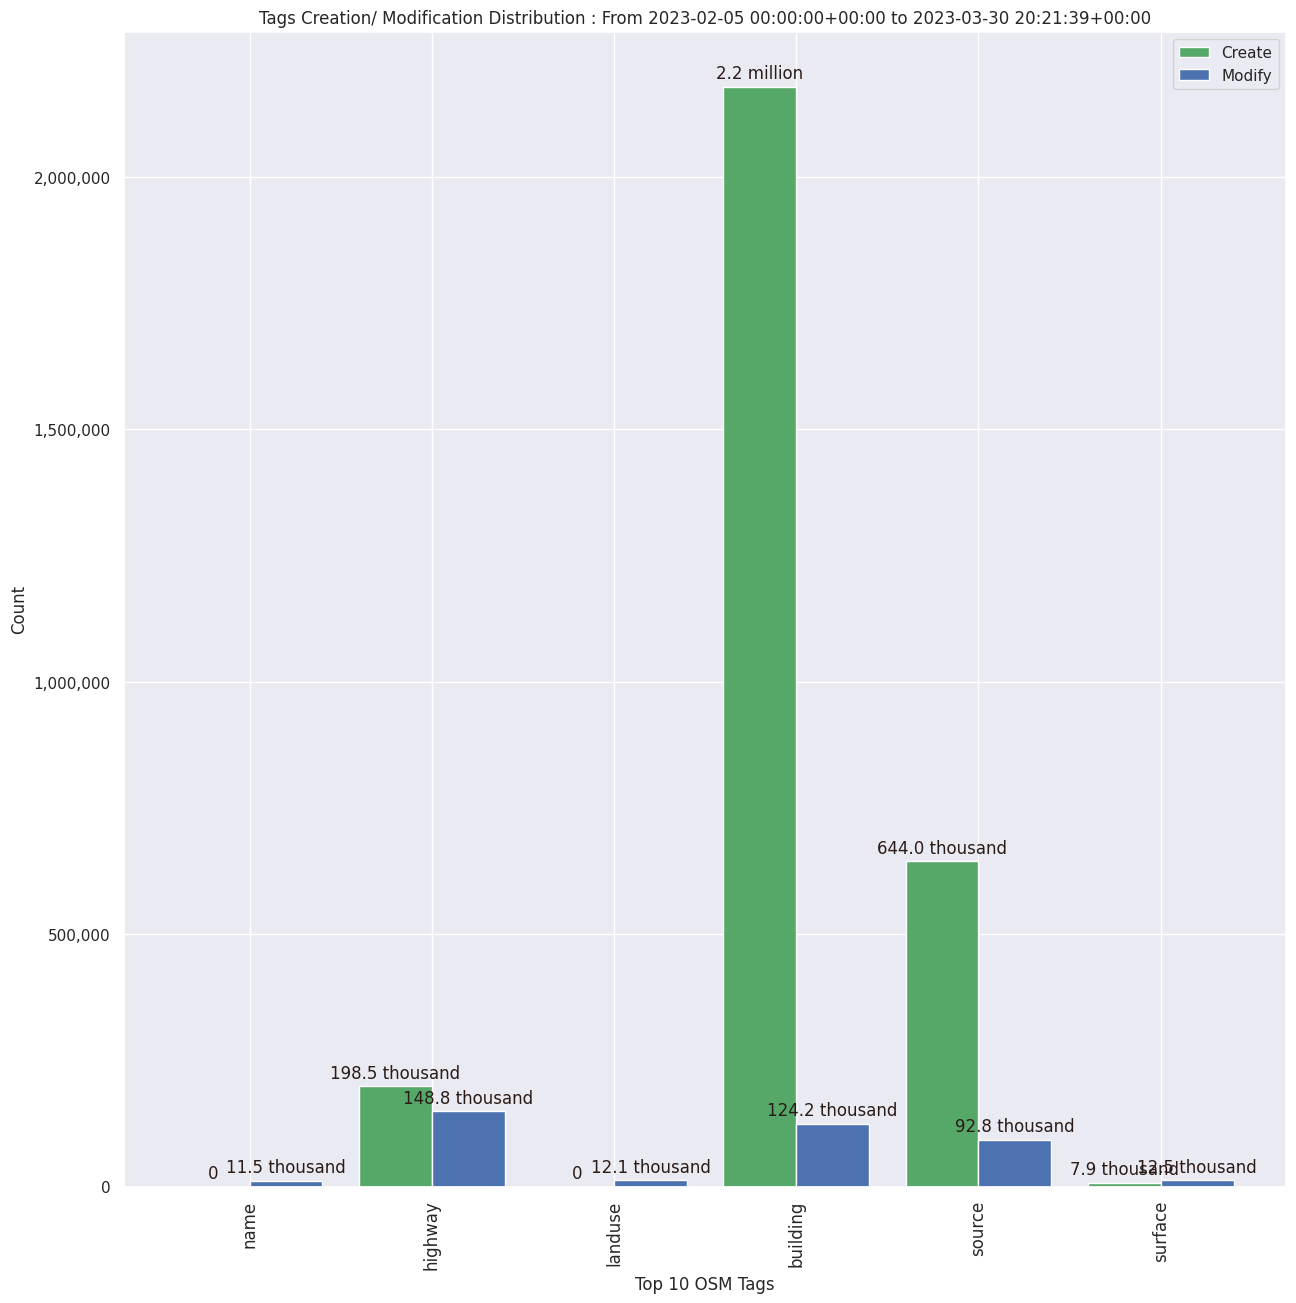 Tags Creation/ Modification Distribution : From 2023-02-05 00:00:00+00:00 to 2023-03-30 20:21:39+00:00
Create
Modify
2.2 million
2,000,000
1,500,000
Count
1,000,000
644.0 thousand
500,000
198.5 thousand
148.8 thousand
124.2 thousand
92.8 thousand
0
11.5 thousand
0
12.1 thousand
7.9 thousand
12.5 thousand
0
name
highway
landuse
building
source
surface
Top 10 OSM Tags